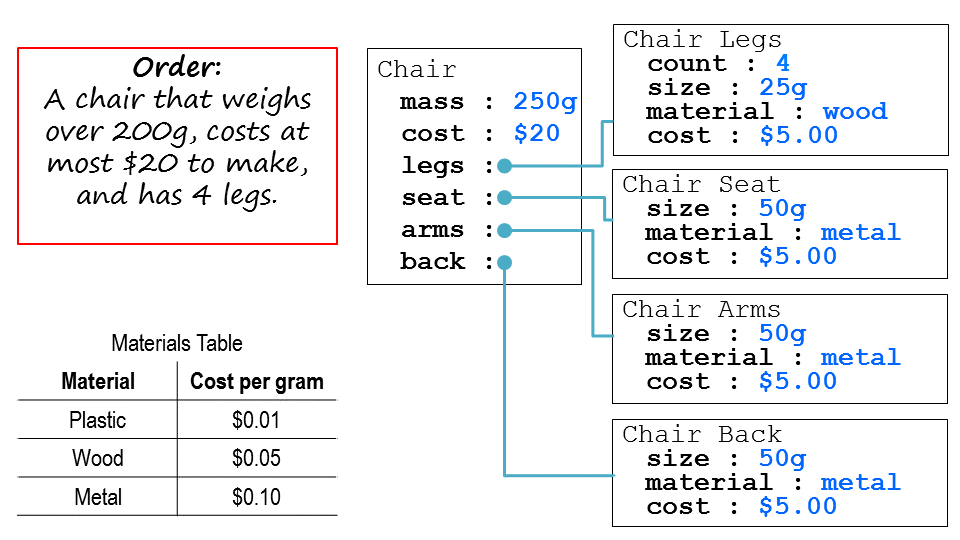 Order:
A chair that weighs
over 200g, costs at
most $20 to make,
and has 4 legs.
Materials Table
Material Cost per gram
Plastic $0.01
Wood $0.05
Metal $0.10
Chair
mass : 250g
cost : $20
legs :
seat :
arms :
back :
Chair Legs
count : 4
size : 25g
material : wood
cost : $5.00
Chair Seat
size : 50g
material : metal
cost : $5.00
Chair Arms
size : 50g
material : metal
cost : $5.00
Chair Back
size : 50g
material : metal
cost : $5.00